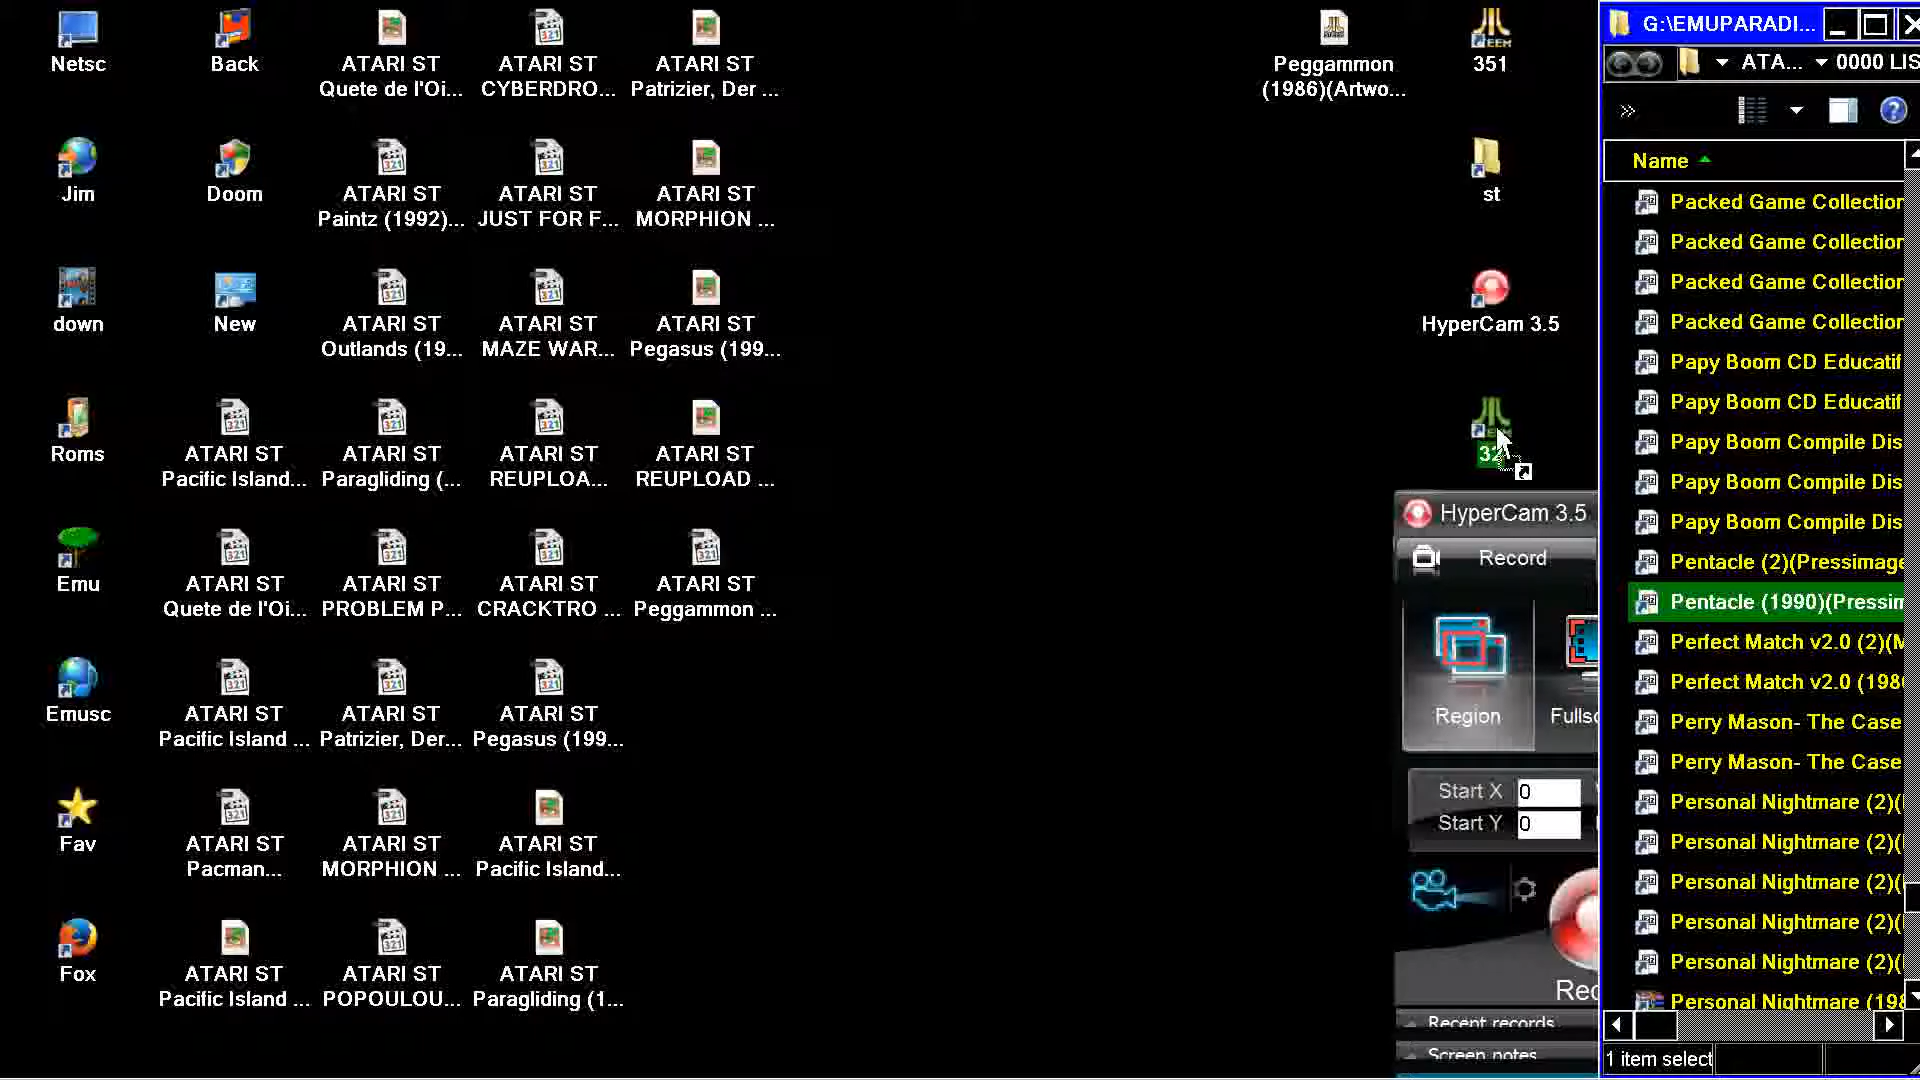 Netsc
Back
ATARI ST
Quete de l'Oi...
ATARI ST
CYBERDRO...
ATARI ST
Patrizier, Der ...
Peggammon
(1986)(Artwo...
351
Jim
Doom
ATARI ST
Paintz (1992)...
ATARI ST
JUST FOR F...
ATARI ST
MORPHION ...
st
down
New
ATARI ST
Outlands (19...
ATARI ST
MAZE WAR...
ATARI ST
Pegasus (199...
HyperCam 3.5
Roms
ATARI ST
Pacific Island...
ATARI ST
Paragliding (...
ATARI ST
REUPLOA...
ATARI ST
REUPLOAD ...
Emu
ATARI ST
Quete de l'Oi...
ATARI ST
PROBLEM P...
ATARI ST
CRACKTRO ...
ATARI ST
Peggammon ...
Emusc
ATARI ST
Pacific Island ...
ATARI ST
Patrizier, Der...
ATARI ST
Pegasus (199...
Fav
ATARI ST
Pacman...
ATARI ST
MORPHION ...
ATARI ST
Pacific Island...
Fox
ATARI ST
Pacific Island ...
ATARI ST
POPOULOU...
ATARI ST
Paragliding (1...
HyperCam 3.5
Record
Region
Start X 0
Start Y 0
Recent records
Screen notes
G:\EMUPARADI...
ATA... 0000 LIS
Name
Packed Game Collection
Packed Game Collection
Packed Game Collection
Packed Game Collection
Papy Boom CD Educatif
Papy Boom CD Educatif
Papy Boom Compile Dis
Papy Boom Compile Dis
Papy Boom Compile Dis
Pentacle (2)(Pressimage
Pentacle (1990)(Pressim
Perfect Match v2.0 (2)(M
Perfect Match v2.0 (198
Perry Mason- The Case
Perry Mason- The Case
Personal Nightmare (2)(
Personal Nightmare (2)(
Personal Nightmare (2)(
Personal Nightmare (2)(
Personal Nightmare (2)(
Personal Nightmare (198
1 item select